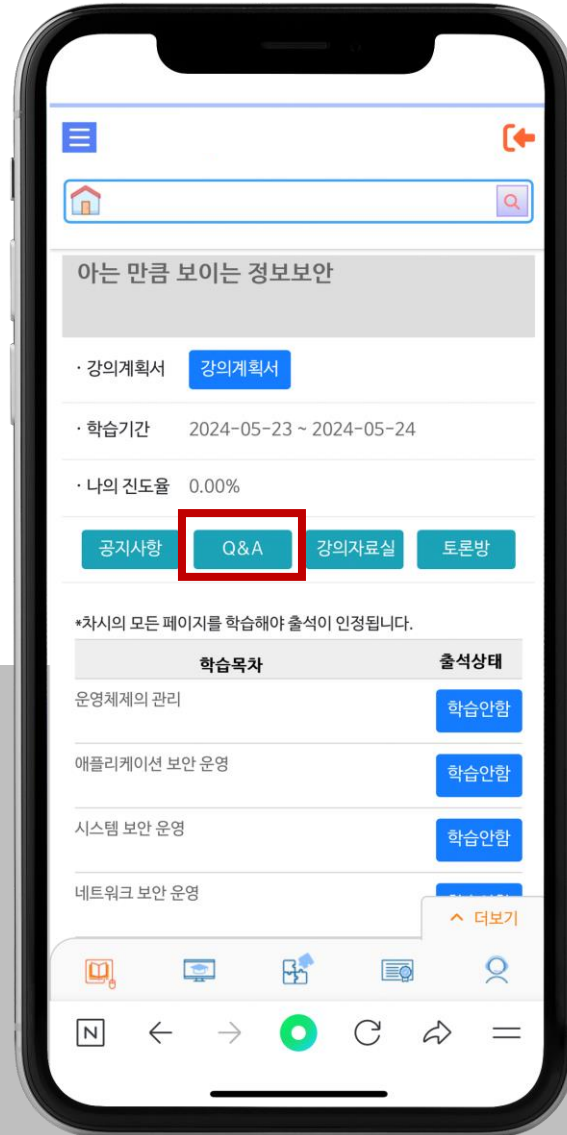 아는 만큼 보이는 정보보안
· 강의계획서 강의계획서
· 학습기간 2024-05-23 ~ 2024-05-24
· 나의 진도율 0.00%
공지사항 Q&A 강의자료실 토론방
*차시의 모든 페이지를 학습해야 출석이 인정됩니다.
학습목차 출석상태
운영체제의 관리 학습안함
애플리케이션 보안 운영 학습안함
시스템 보안 운영 학습안함
네트워크 보안 운영
더보기
N